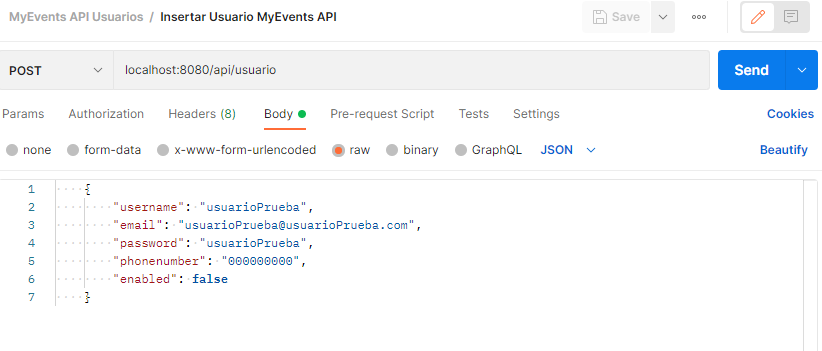 MyEvents API Usuarios / Insertar Usuario MyEvents API
Save
POST
localhost:8080/api/usuario
Send
Params Authorization Headers (8) Body Pre-request Script Tests Settings Cookies
none form-data x-www-form-urlencoded raw binary GraphQL JSON Beautify
1 {
2 "username": "usuarioPrueba",
3 "email": "usuarioPrueba@usuarioPrueba.com",
4 "password": "usuarioPrueba",
5 "phonenumber": "000000000",
6 "enabled": false
7 }